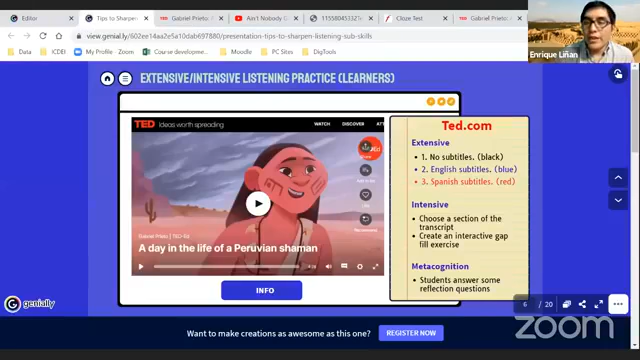 Editor
Tips to Sharpen
Gabriel Prieto:
Ain't Nobody G
Cloze Test
Gabriel Prieto:
view.genial.ly/602ee14aa2e5a10dab697880/presentation-tips-to-sharpen-listening-sub-skills
Data
ICDEI
My Profile - Zoom
Course development...
Moodle
PC Sites
DigTools
Enrique Liñan
EXTENSIVE/INTENSIVE LISTENING PRACTICE (LEARNERS)
TED Ideas worth spreading
WATCH DISCOVER
Gabriel Prieto | TED-Ed
A day in the life of a Peruvian shaman
INFO
Ted.com
Extensive
• 1. No subtitles. (black)
• 2. English subtitles. (blue)
• 3. Spanish subtitles. (red)
Intensive
• Choose a section of the
transcript
• Create an interactive gap
fill exercise
Metacognition
• Students answer some
reflection questions
genially
6 / 20
zoom
Want to make creations as awesome as this one?
REGISTER NOW